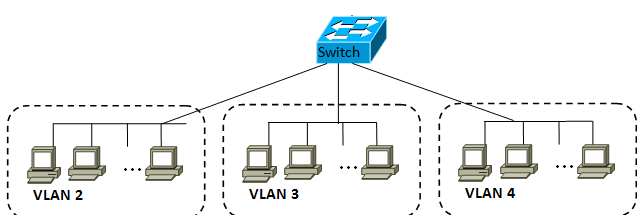 Switch
...
VLAN 2
...
VLAN 3
...
VLAN 4